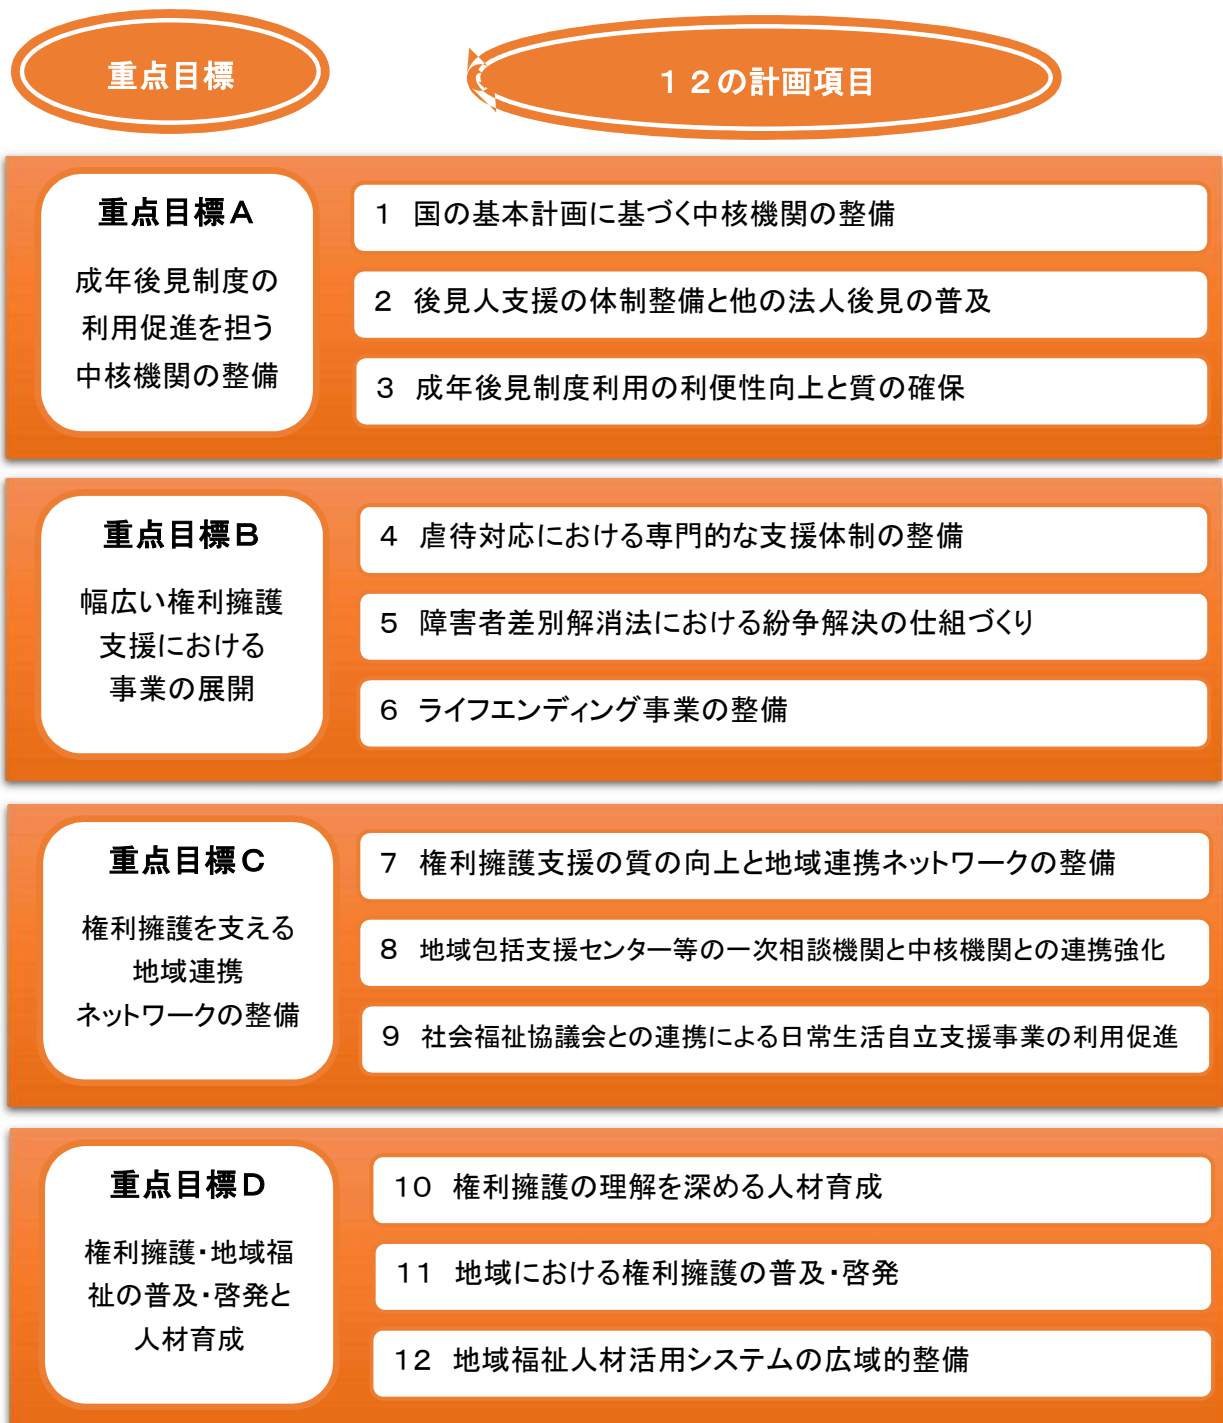 重点目標
１２の計画項目
重点目標A
成年後見制度の
利用促進を担う
中核機関の整備
1 国の基本計画に基づく中核機関の整備
2 後見人支援の体制整備と他の法人後見の普及
3 成年後見制度利用の利便性向上と質の確保
重点目標B
幅広い権利擁護
支援における
事業の展開
4 虐待対応における専門的な支援体制の整備
5 障害者差別解消法における紛争解決の仕組づくり
6 ライフエンディング事業の整備
重点目標C
権利擁護を支える
地域連携
ネットワークの整備
7 権利擁護支援の質の向上と地域連携ネットワークの整備
8 地域包括支援センター等の一次相談機関と中核機関との連携強化
9 社会福祉協議会との連携による日常生活自立支援事業の利用促進
重点目標D
権利擁護・地域福
祉の普及・啓発と
人材育成
10 権利擁護の理解を深める人材育成
11 地域における権利擁護の普及・啓発
12 地域福祉人材活用システムの広域的整備